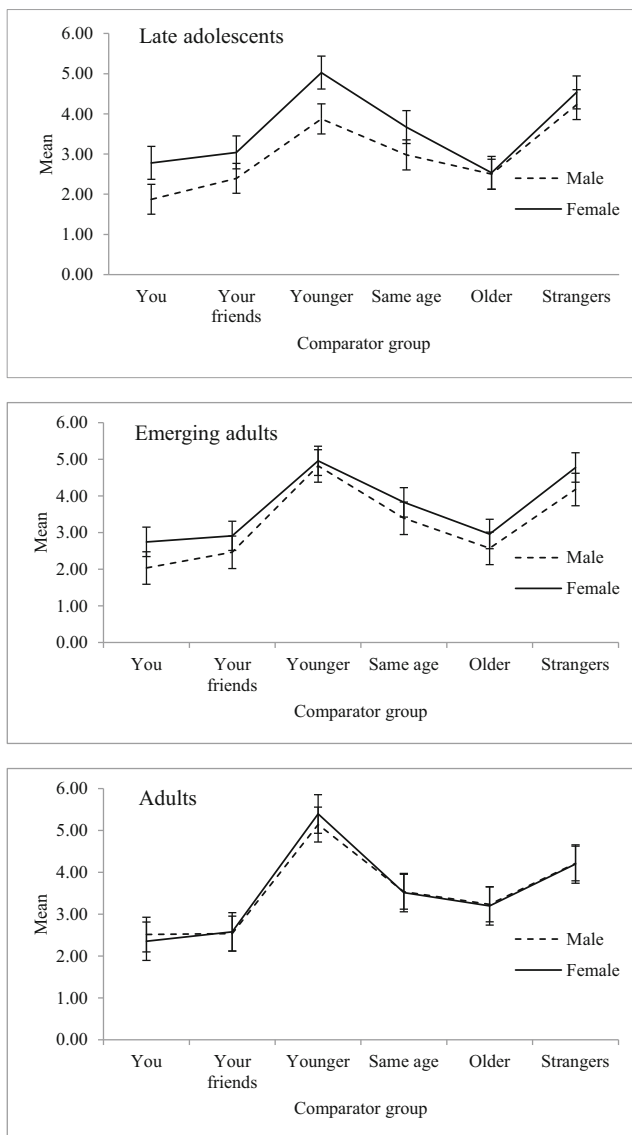 Late adolescents
6.00
5.00
4.00
3.00
2.00
1.00
0.00
Mean
Male
Female
You
Your
friends
Younger
Same age
Older
Strangers
Comparator group
Emerging adults
6.00
5.00
4.00
3.00
2.00
1.00
0.00
Mean
Male
Female
You
Your
friends
Younger
Same age
Older
Strangers
Comparator group
Adults
6.00
5.00
4.00
3.00
2.00
1.00
0.00
Mean
Male
Female
You
Your
friends
Younger
Same age
Older
Strangers
Comparator group